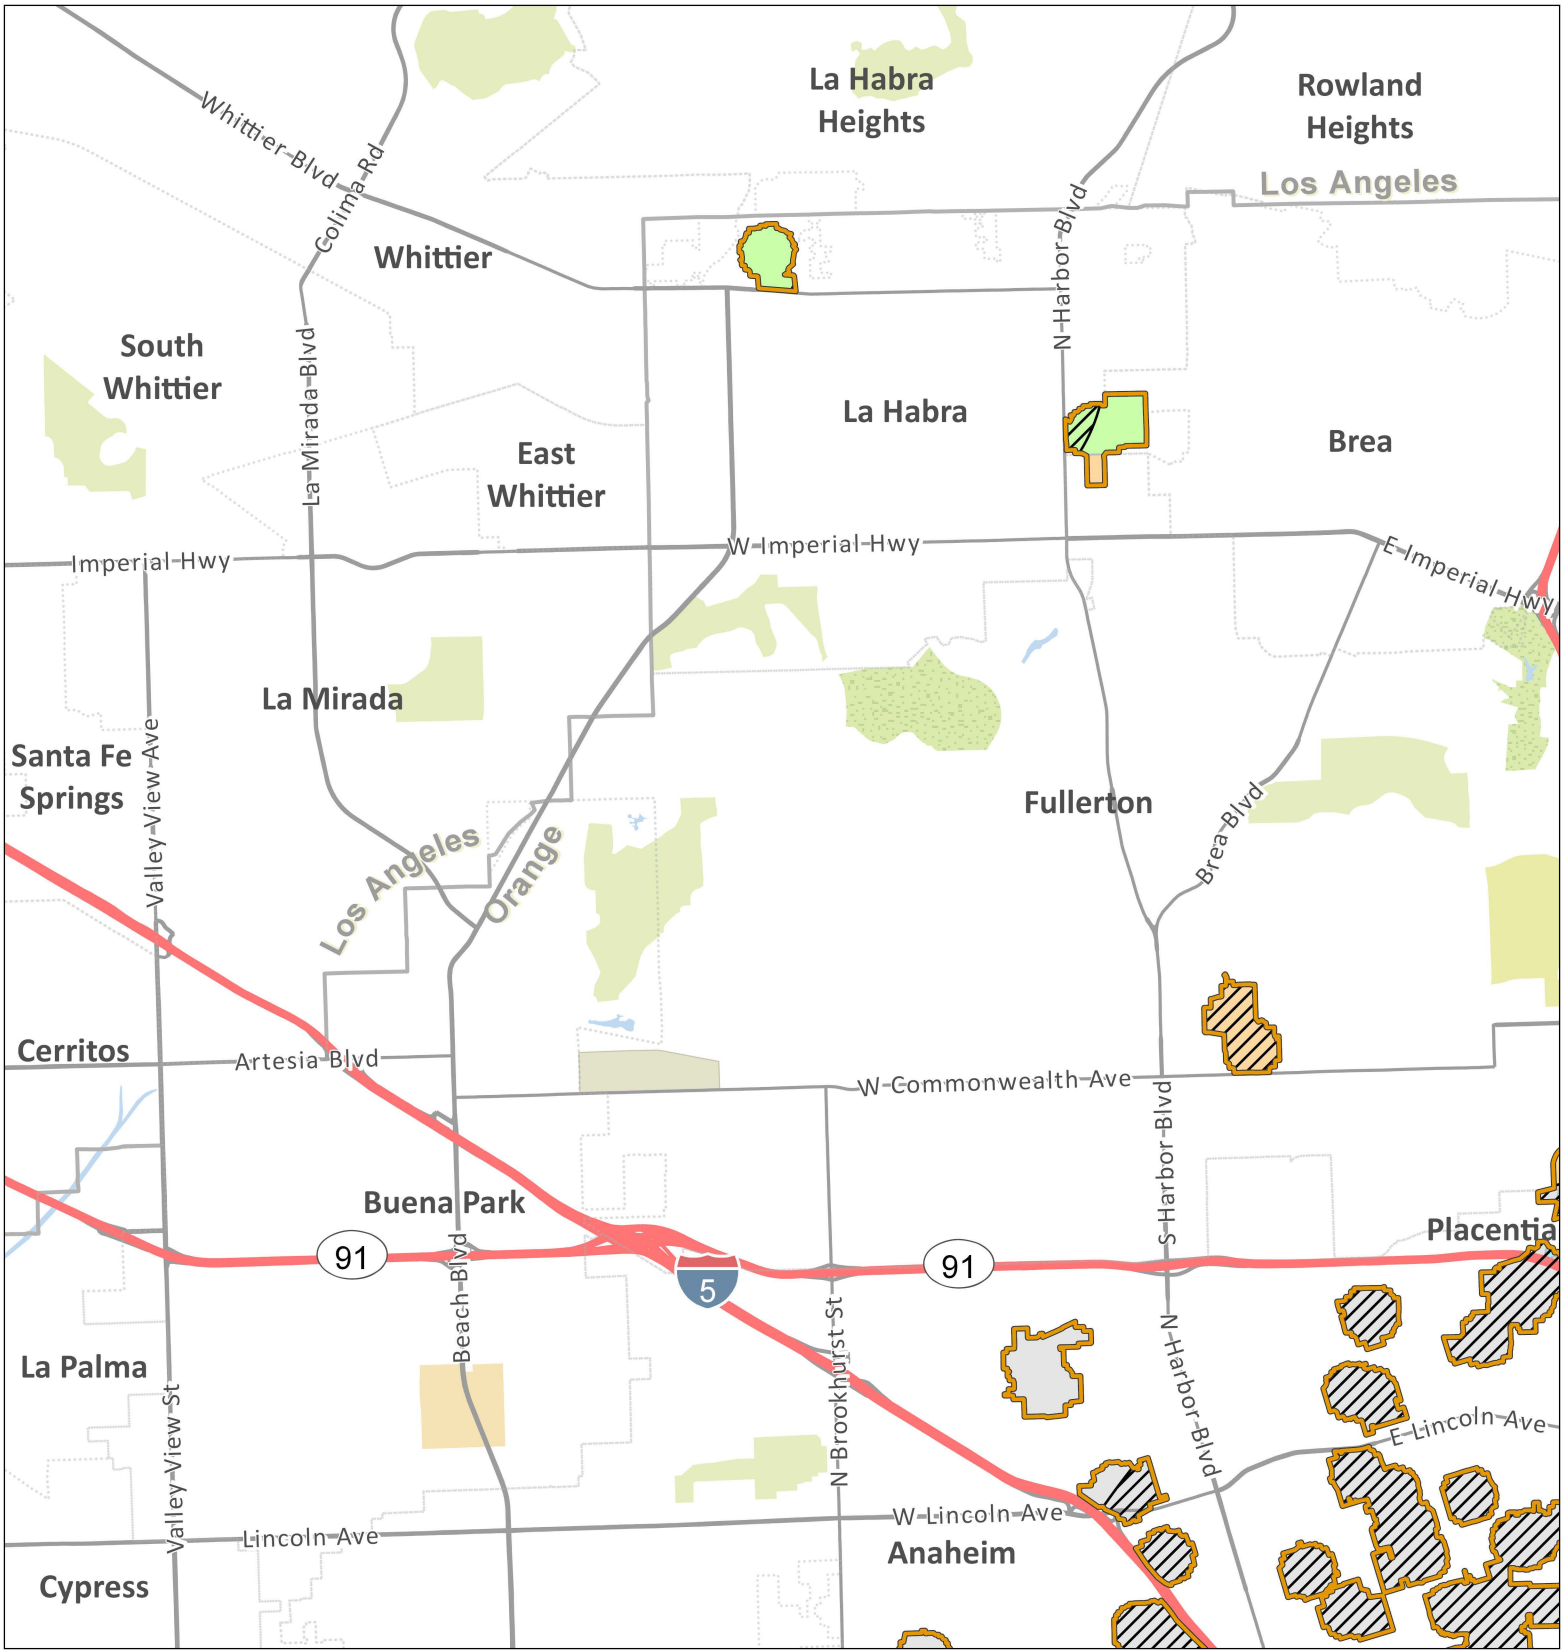 La Habra
Heights
Rowland
Heights
Los Angeles
Whittier Blvd
Colima Rd
N Harbor Blvd
Whittier
South
Whittier
La Mirada Blvd
La Habra
Brea
East
Whittier
Imperial Hwy
W Imperial Hwy
E Imperial Hwy
La Mirada
Santa Fe
Springs
Valley View Ave
Fullerton
Brea Blvd
Los Angeles
Orange
Cerritos
Artesia Blvd
W Commonwealth Ave
S Harbor Blvd
Buena Park
Placentia
91
91
5
Beach Blvd
La Palma
N Brookhurst St
N Harbor Blvd
Valley View St
E Lincoln Ave
W Lincoln Ave
Lincoln Ave
Anaheim
Cypress